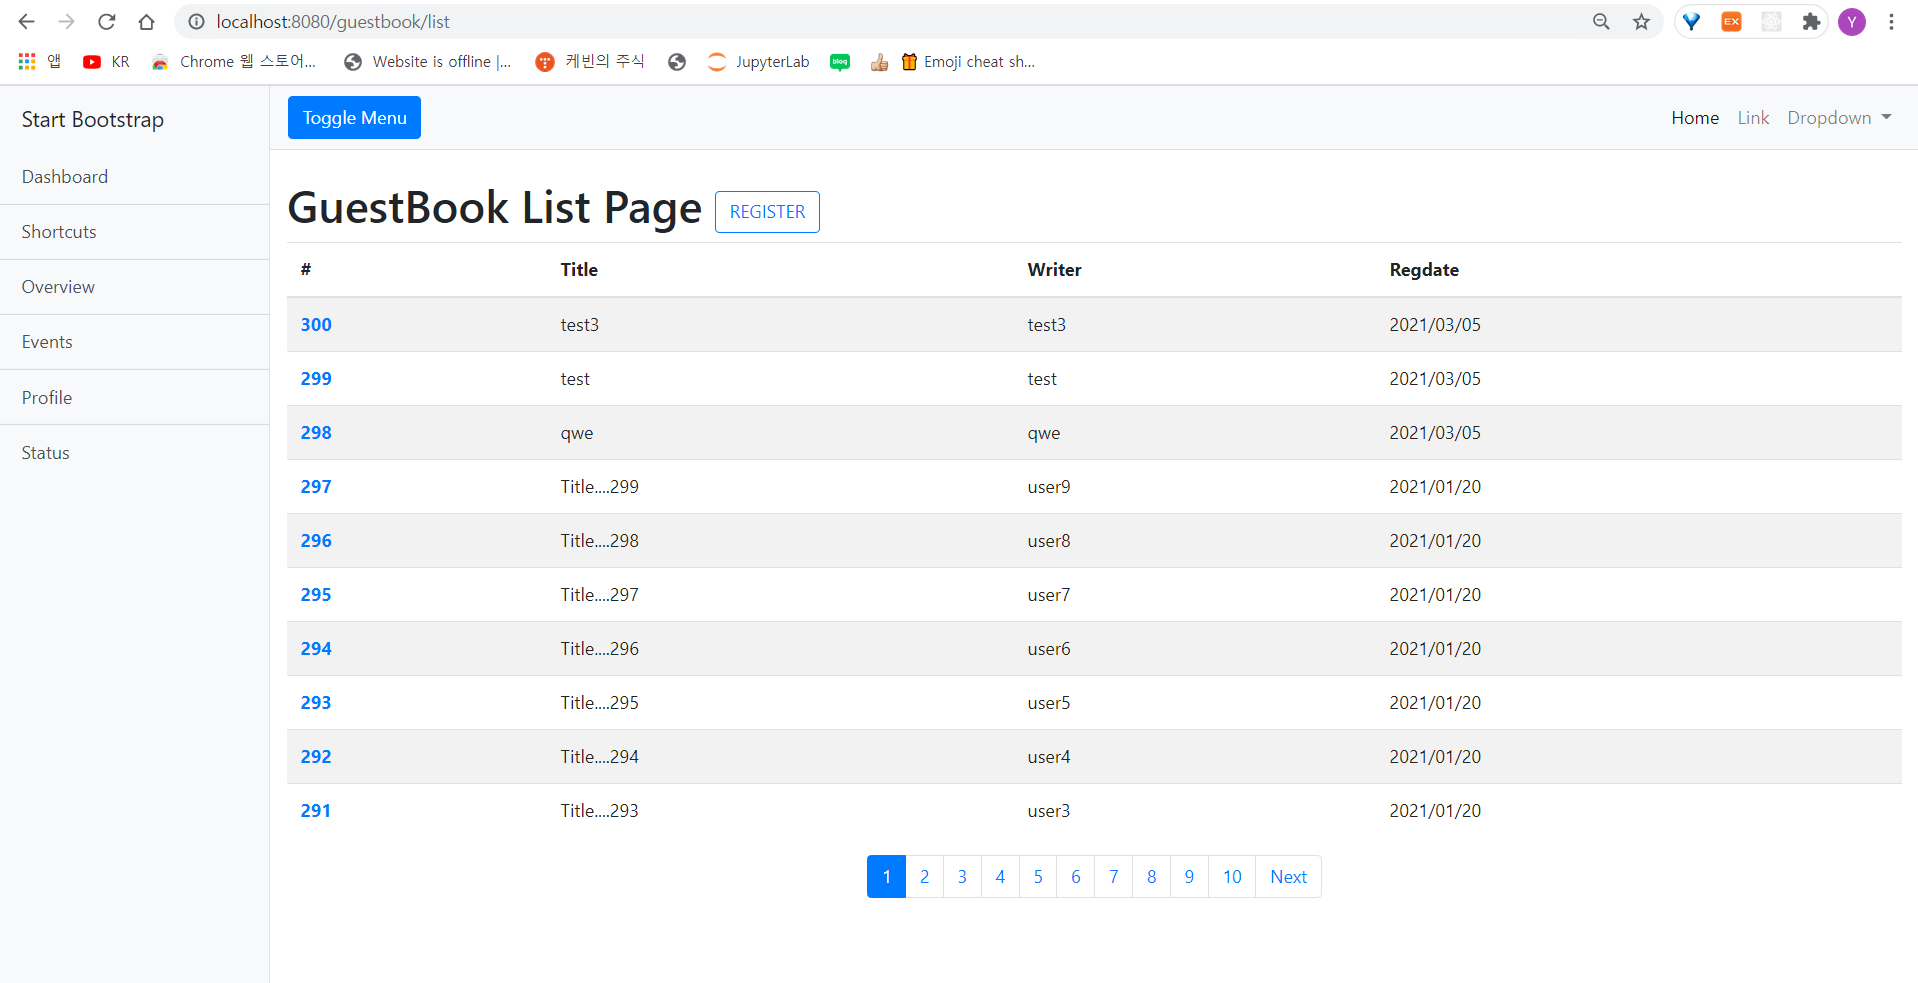 localhost:8080/guestbook/list
EX
Y
앱
KR
Chrome 웹 스토어...
Website is offline |...
케빈의 주식
JupyterLab
blog
Emoji cheat sh...
Start Bootstrap
Toggle Menu
Home Link Dropdown
Dashboard
Shortcuts
Overview
Events
Profile
Status
GuestBook List Page REGISTER
# Title Writer Regdate
300 test3 test3 2021/03/05
299 test test 2021/03/05
298 qwe qwe 2021/03/05
297 Title....299 user9 2021/01/20
296 Title....298 user8 2021/01/20
295 Title....297 user7 2021/01/20
294 Title....296 user6 2021/01/20
293 Title....295 user5 2021/01/20
292 Title....294 user4 2021/01/20
291 Title....293 user3 2021/01/20
1 2 3 4 5 6 7 8 9 10 Next